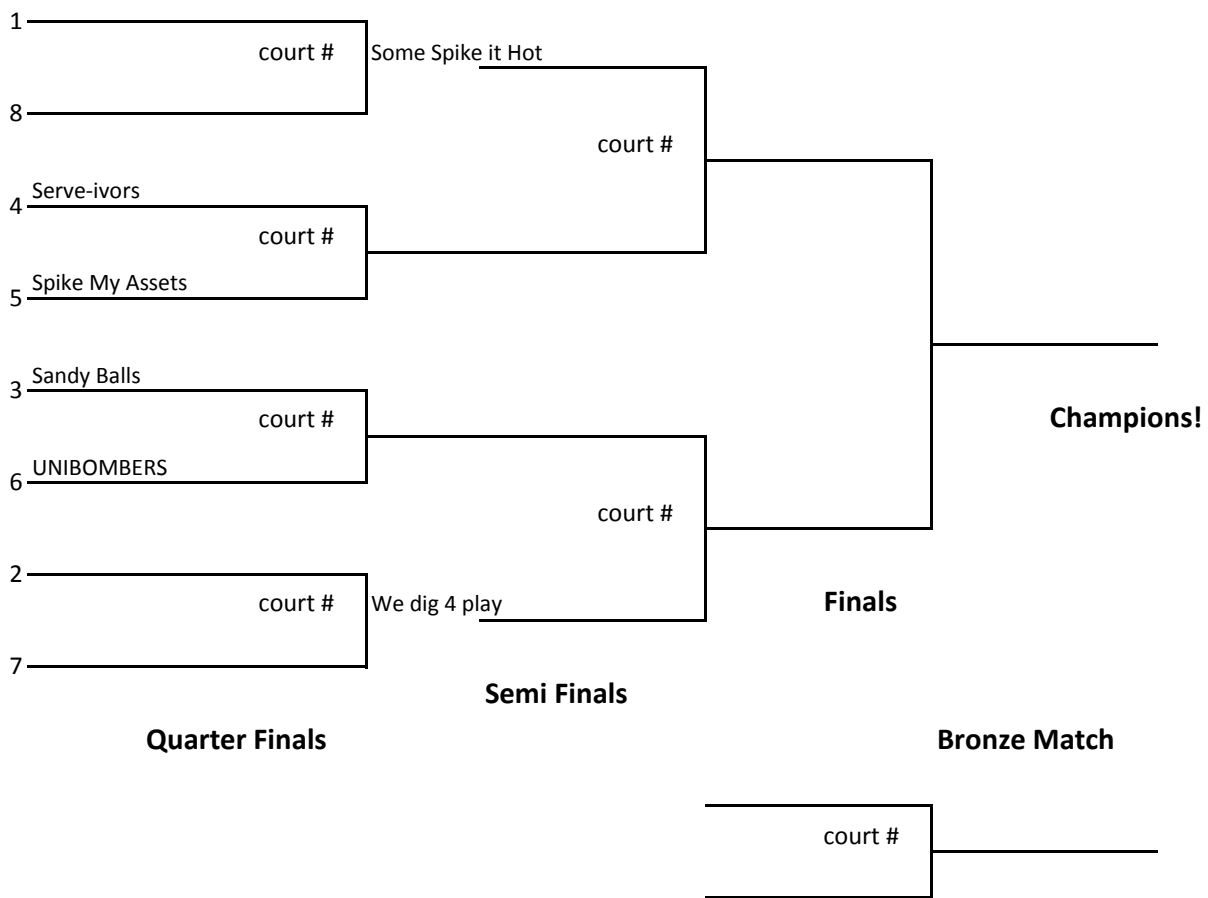 1
court #
Some Spike it Hot
8
court #
Serve-ivors
4
court #
Spike My Assets
5
Sandy Balls
3
court #
Champions!
UNIBOMBERS
6
court #
2
court #
We dig 4 play
Finals
7
Semi Finals
Quarter Finals
Bronze Match
court #